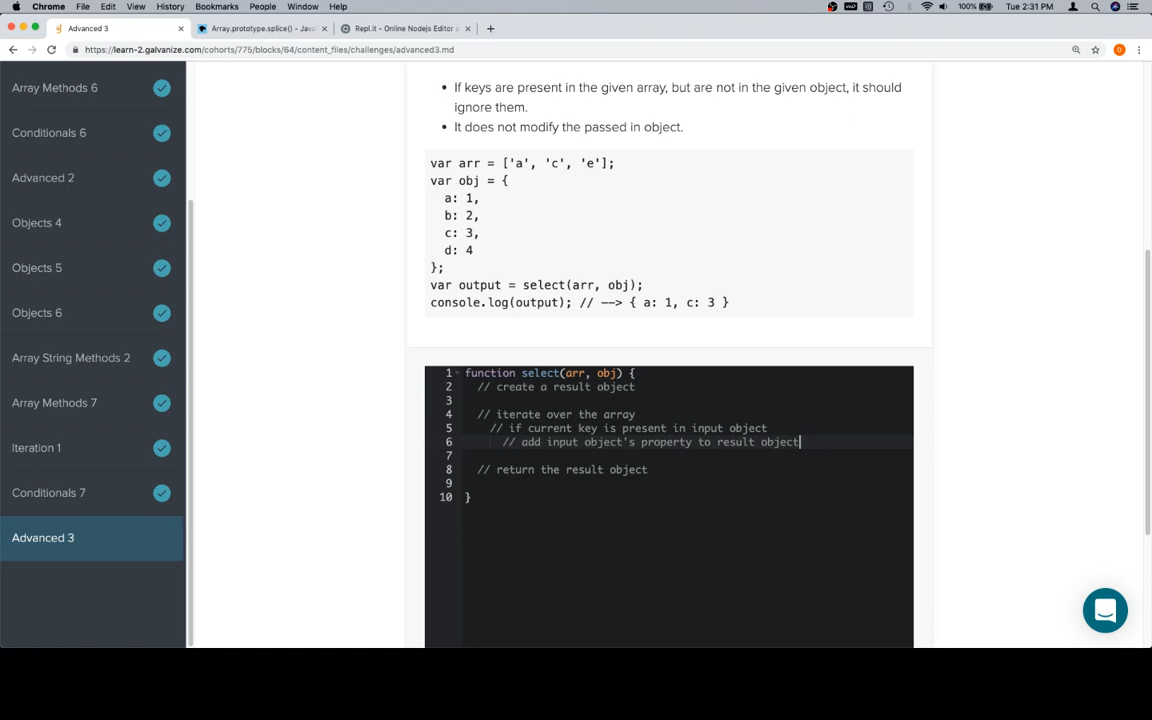 Chrome File Edit View History Bookmarks People Window Help 100% Tue 2:31 PM
Advanced 3 Array.prototype.splice() - Java Repl.it - Online Nodejs Editor
https://learn-2.galvanize.com/cohorts/775/blocks/64/content_files/challenges/advanced3.md
Array Methods 6
Conditionals 6
Advanced 2
Objects 4
Objects 5
Objects 6
Array String Methods 2
Array Methods 7
Iteration 1
Conditionals 7
Advanced 3
• If keys are present in the given array, but are not in the given object, it should
ignore them.
• It does not modify the passed in object.
var arr = ['a', 'c', 'e'];
var obj = {
a: 1,
b: 2,
c: 3,
d: 4
};
var output = select(arr, obj);
console.log(output); // --> { a: 1, c: 3 }
1 function select(arr, obj) {
2 // create a result object
3
4 // iterate over the array
5 // if current key is present in input object
6 // add input object's property to result object
7
8 // return the result object
9
10 }